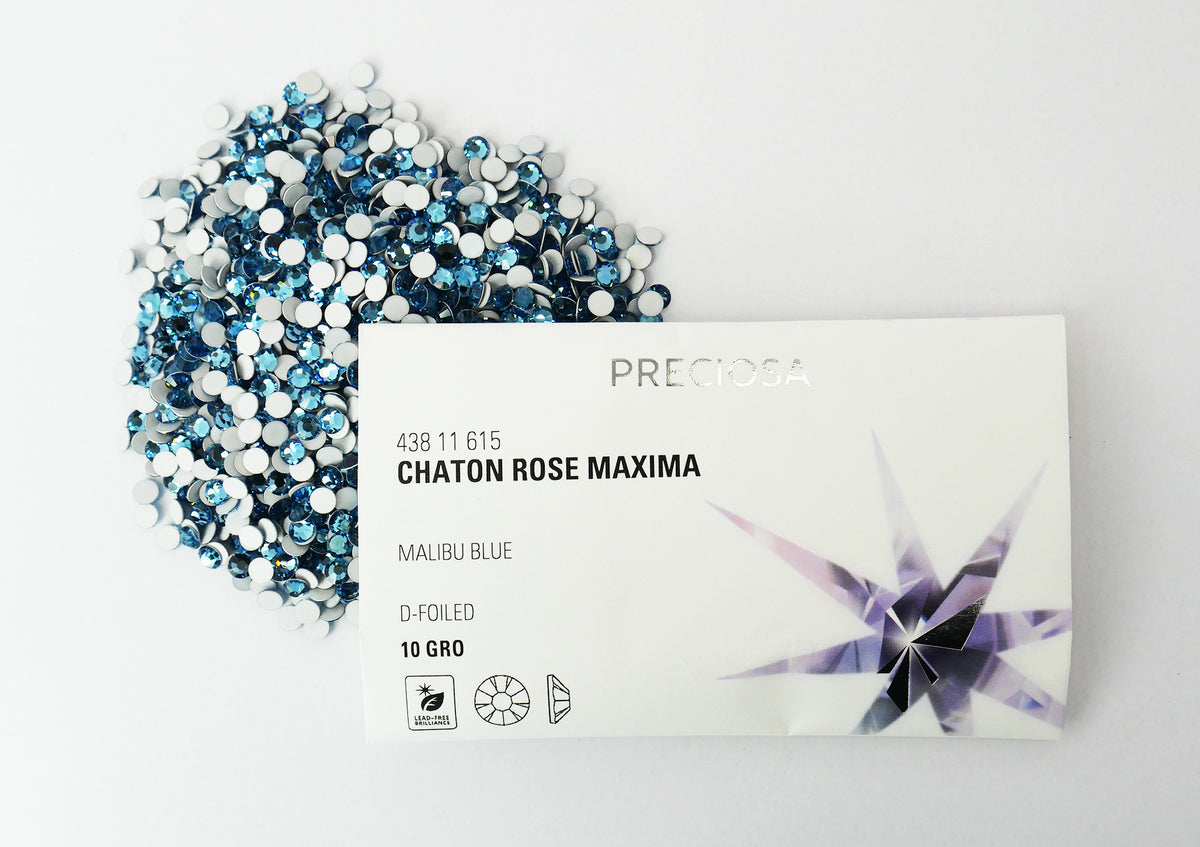 PRECIOSA
438 11 615
CHATON ROSE MAXIMA
MALIBU BLUE
D-FOILED
10 GRO
LEAD-FREE
BRILLIANCE